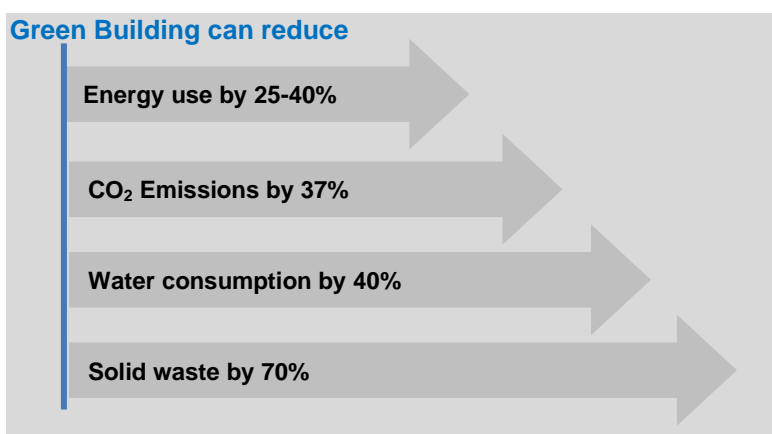 Green Building can reduce
Energy use by 25-40%
CO₂ Emissions by 37%
Water consumption by 40%
Solid waste by 70%